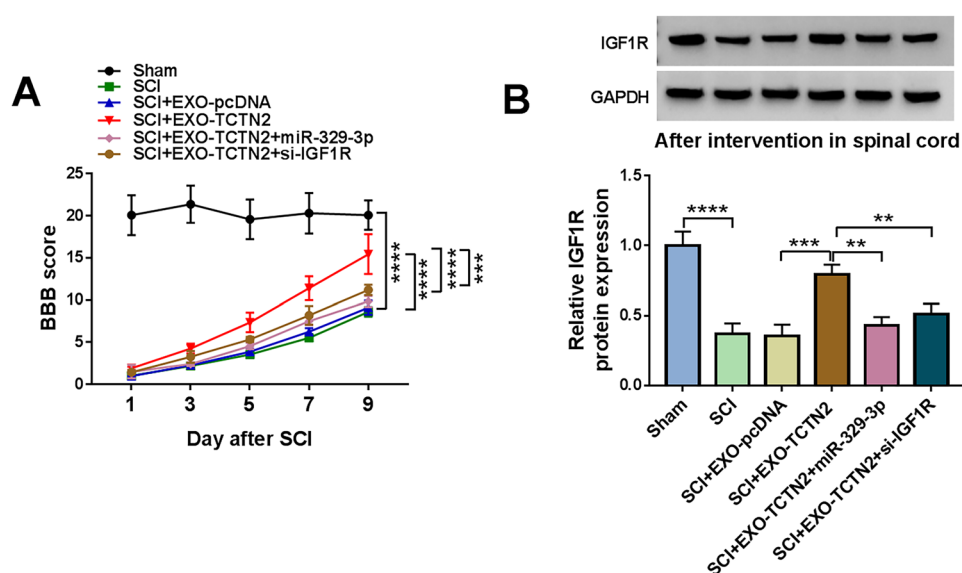 A
Sham
SCI
SCI+EXO-pcDNA
SCI+EXO-TCTN2
SCI+EXO-TCTN2+miR-329-3p
SCI+EXO-TCTN2+si-IGF1R
BBB score
25
20
15
10
5
0
1 3 5 7 9
Day after SCI
****
****
****
***
B
IGF1R
GAPDH
After intervention in spinal cord
Relative IGF1R
protein expression
1.5
1.0
0.5
0.0
****
***
**
**
Sham
SCI
SCI+EXO-pcDNA
SCI+EXO-TCTN2
SCI+EXO-TCTN2+miR-329-3p
SCI+EXO-TCTN2+si-IGF1R